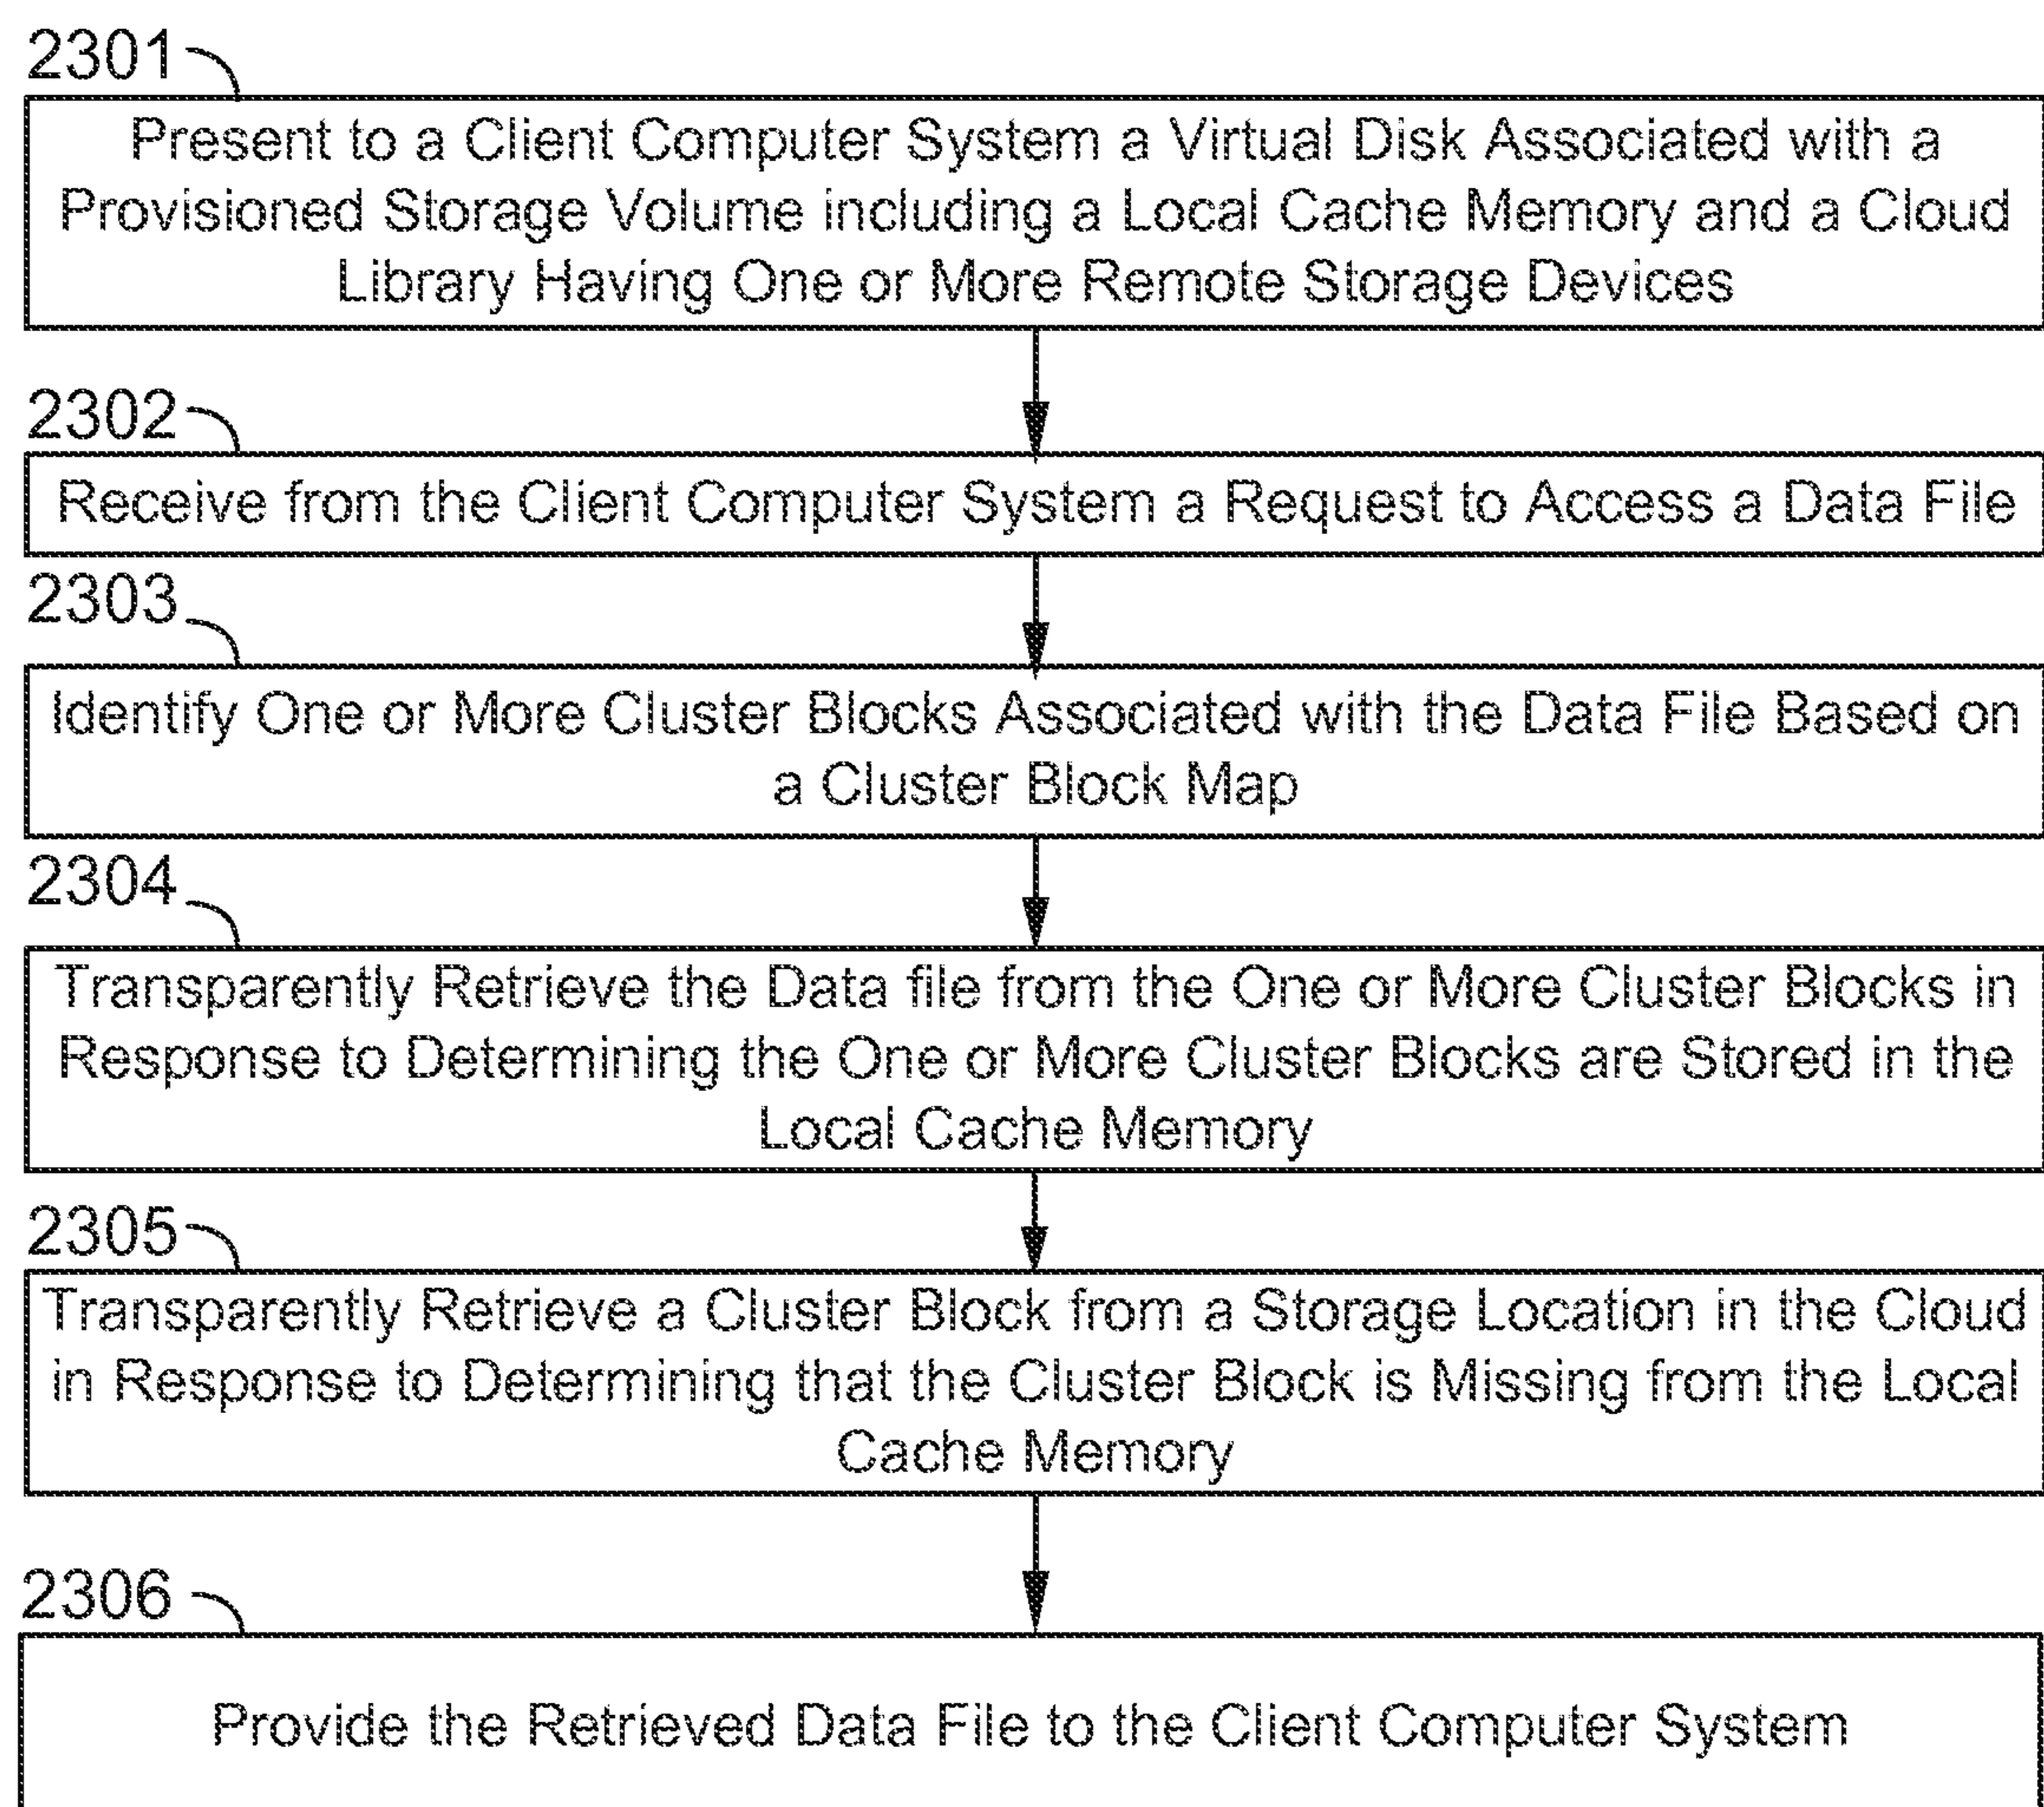 2301
Present to a Client Computer System a Virtual Disk Associated with a
Provisioned Storage Volume including a Local Cache Memory and a Cloud
Library Having One or More Remote Storage Devices
2302
Receive from the Client Computer System a Request to Access a Data File
2303
Identify One or More Cluster Blocks Associated with the Data File Based on
a Cluster Block Map
2304
Transparently Retrieve the Data file from the One or More Cluster Blocks in
Response to Determining the One or More Cluster Blocks are Stored in the
Local Cache Memory
2305
Transparently Retrieve a Cluster Block from a Storage Location in the Cloud
in Response to Determining that the Cluster Block is Missing from the Local
Cache Memory
2306
Provide the Retrieved Data File to the Client Computer System